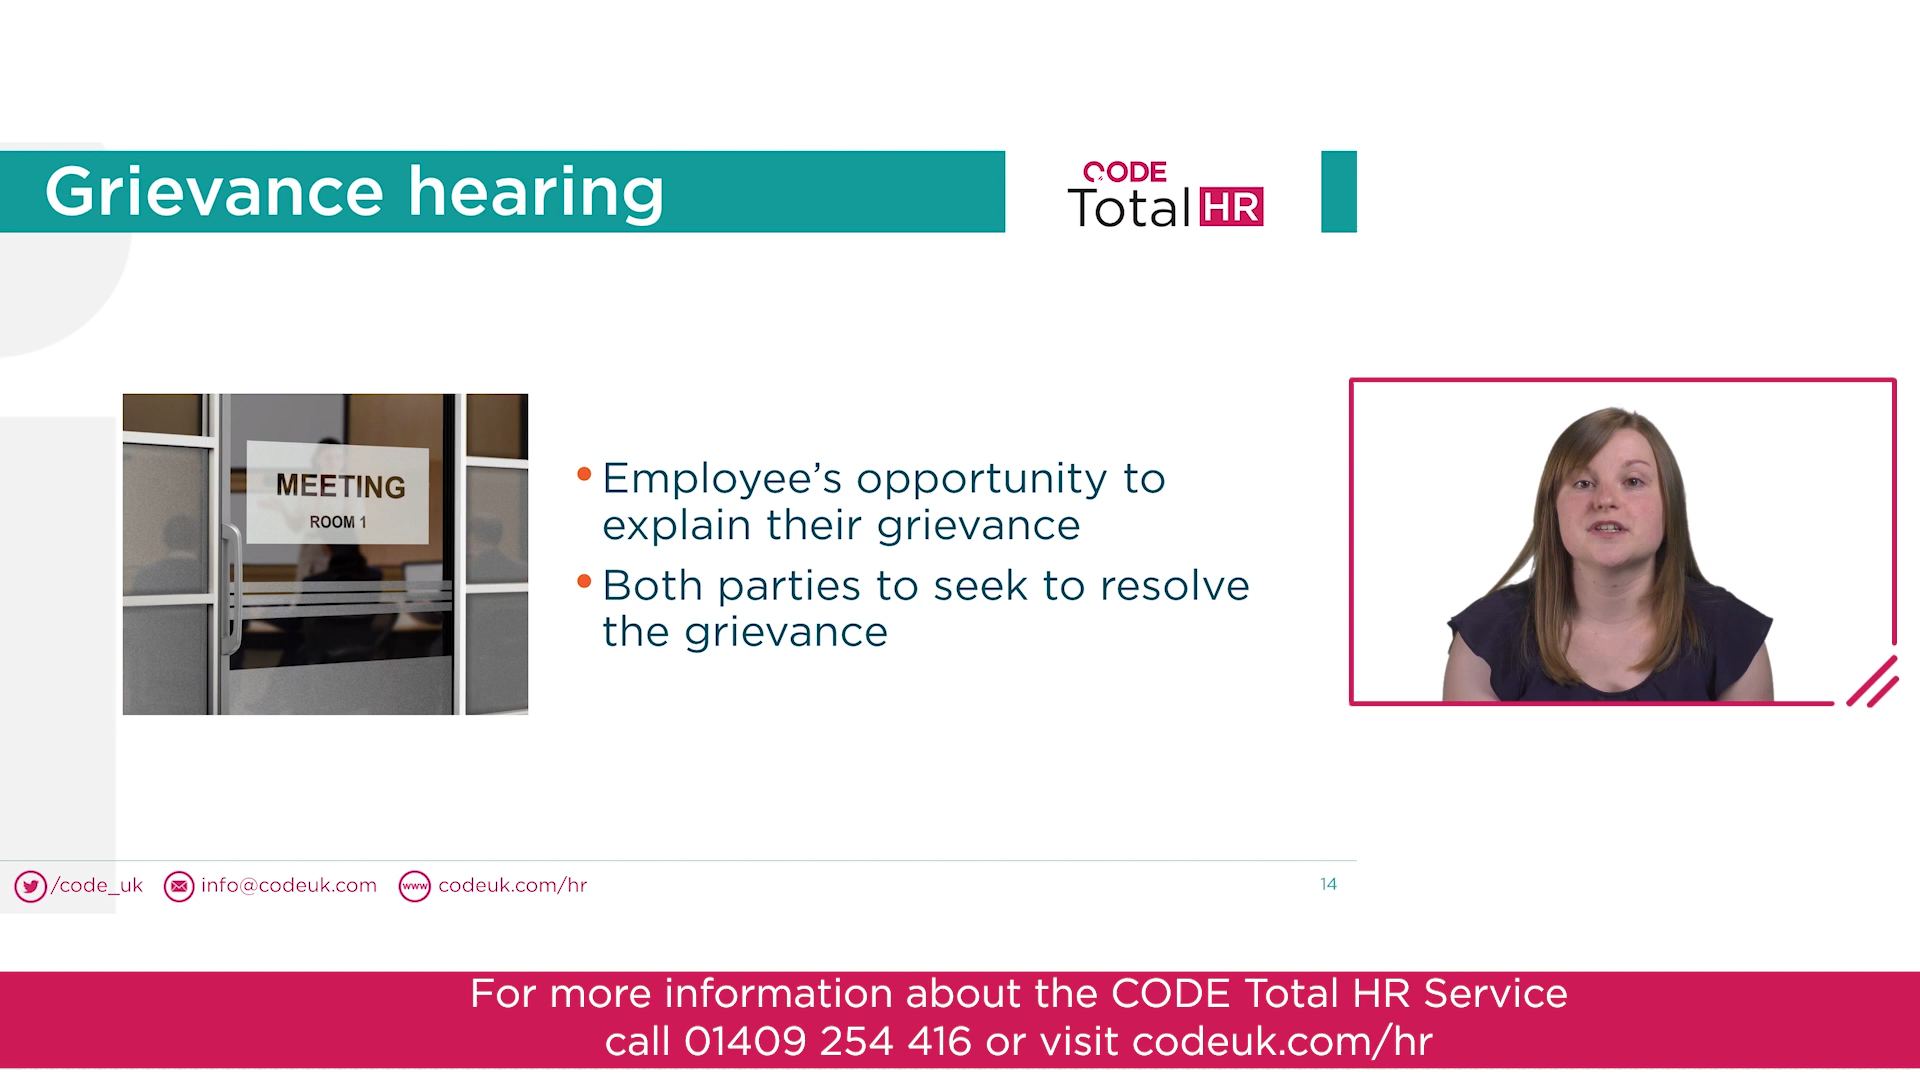 Grievance hearing
CODE
Total HR
MEETING
ROOM 1
• Employee’s opportunity to
explain their grievance
• Both parties to seek to resolve
the grievance
/code_uk
info@codeuk.com
www
codeuk.com/hr
14
For more information about the CODE Total HR Service
call 01409 254 416 or visit codeuk.com/hr